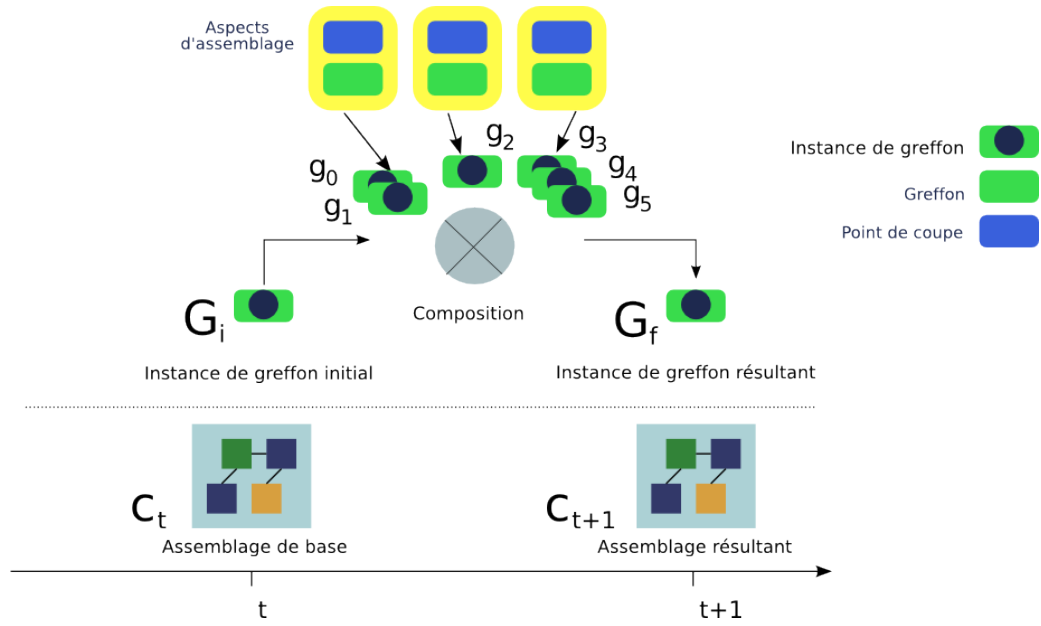 Aspects
d'assemblage
g0
g1
g2
g3
g4
g5
Instance de greffon
Greffon
Point de coupe
Gi
Composition
Gf
Instance de greffon initial
Instance de greffon résultant
ct
Assemblage de base
ct+1
Assemblage résultant
t
t+1